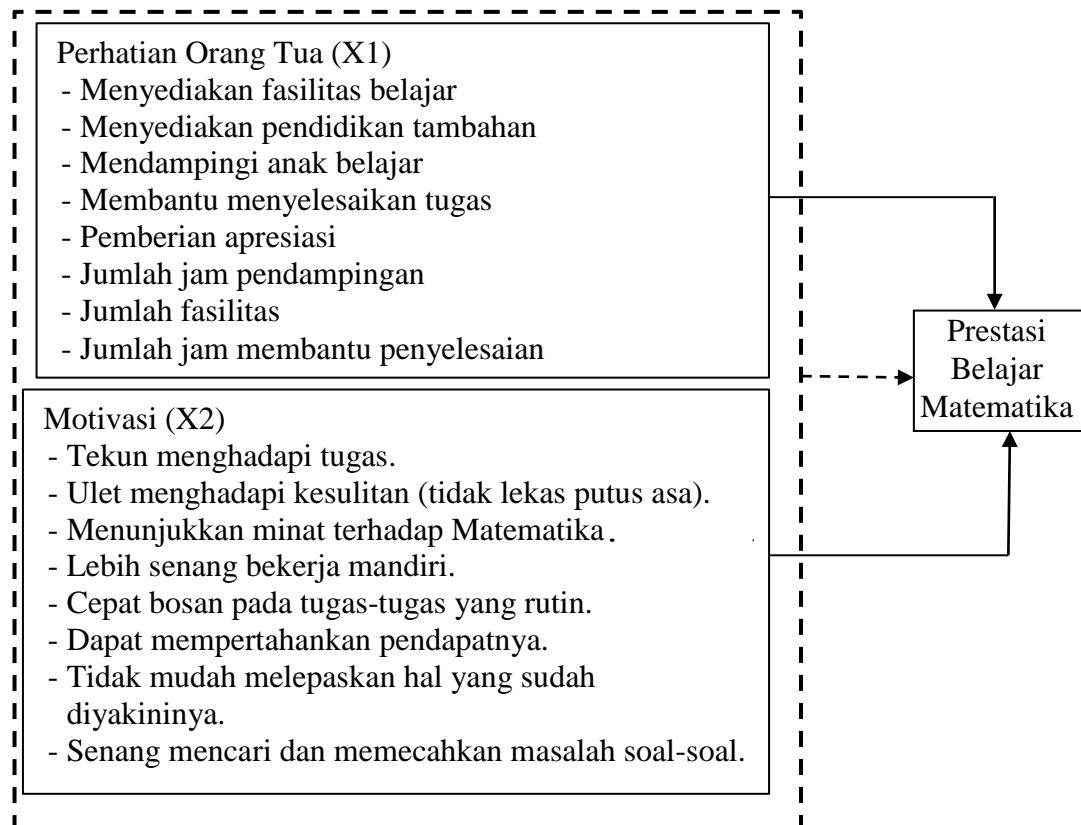 Perhatian Orang Tua (X1)
- Menyediakan fasilitas belajar
- Menyediakan pendidikan tambahan
- Mendampingi anak belajar
- Membantu menyelesaikan tugas
- Pemberian apresiasi
- Jumlah jam pendampingan
- Jumlah fasilitas
- Jumlah jam membantu penyelesaian
Motivasi (X2)
- Tekun menghadapi tugas.
- Ulet menghadapi kesulitan (tidak lekas putus asa).
- Menunjukkan minat terhadap Matematika.
- Lebih senang bekerja mandiri.
- Cepat bosan pada tugas-tugas yang rutin.
- Dapat mempertahankan pendapatnya.
- Tidak mudah melepaskan hal yang sudah
diyakininya.
- Senang mencari dan memecahkan masalah soal-soal.
Prestasi
Belajar
Matematika